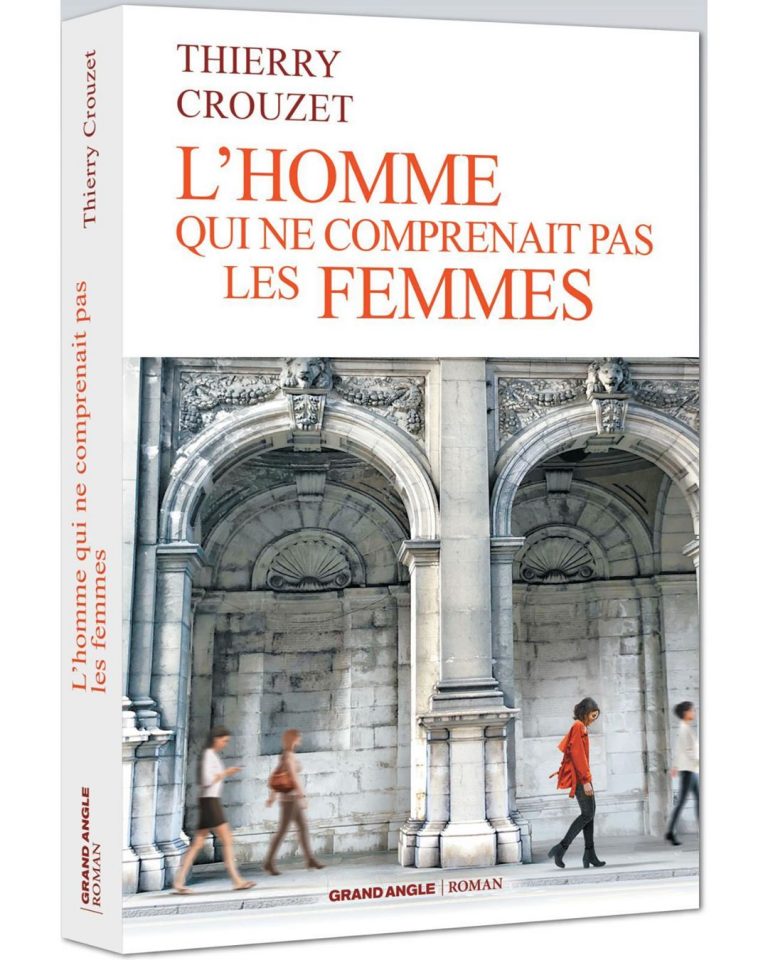 THIERRY
CROUZET
L'HOMME
QUI NE COMPRENAIT PAS
LES FEMMES
GRAND ANGLE | ROMAN
Thierry Crouzet
L'homme qui ne comprenait pas
les femmes
GRAND ANGLE
ROMAN